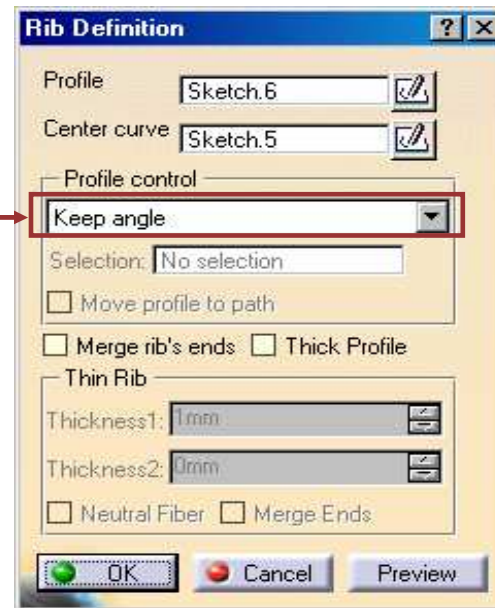 Rib Definition ? X
Profile Sketch.6
Center curve Sketch.5
Profile control
Keep angle
Selection: No selection
Move profile to path
Merge rib's ends Thick Profile
Thin Rib
Thickness1: 1mm
Thickness2: 0mm
Neutral Fiber Merge Ends
OK Cancel Preview